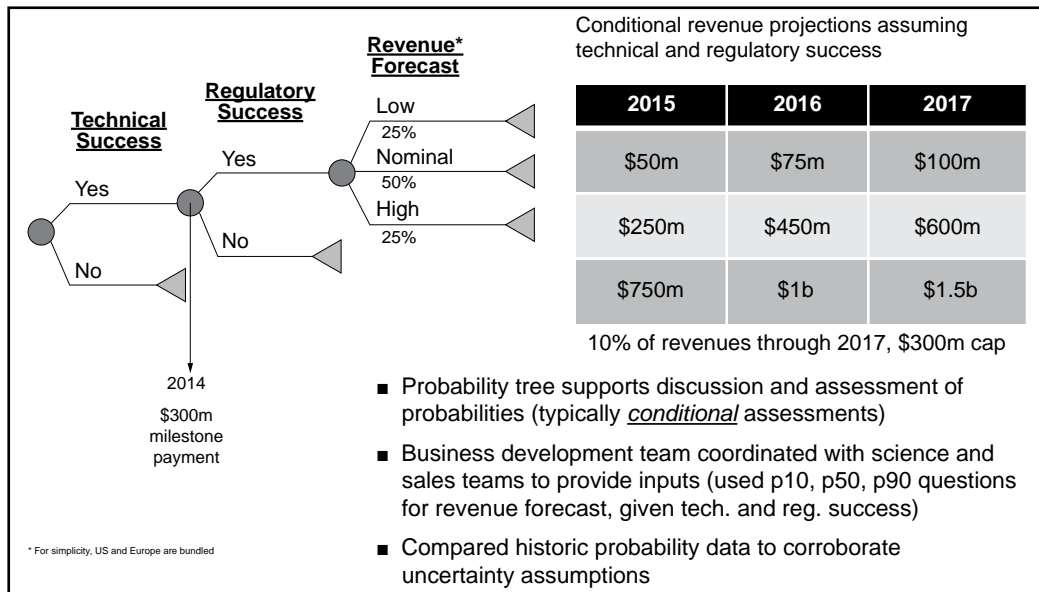 Technical
Success
Yes
No
Regulatory
Success
Yes
No
Revenue*
Forecast
Low
25%
Nominal
50%
High
25%
2014
$300m
milestone
payment
* For simplicity, US and Europe are bundled
Conditional revenue projections assuming
technical and regulatory success
2015 2016 2017
$50m $75m $100m
$250m $450m $600m
$750m $1b $1.5b
10% of revenues through 2017, $300m cap
■ Probability tree supports discussion and assessment of
probabilities (typically conditional assessments)
■ Business development team coordinated with science and
sales teams to provide inputs (used p10, p50, p90 questions
for revenue forecast, given tech. and reg. success)
■ Compared historic probability data to corroborate
uncertainty assumptions